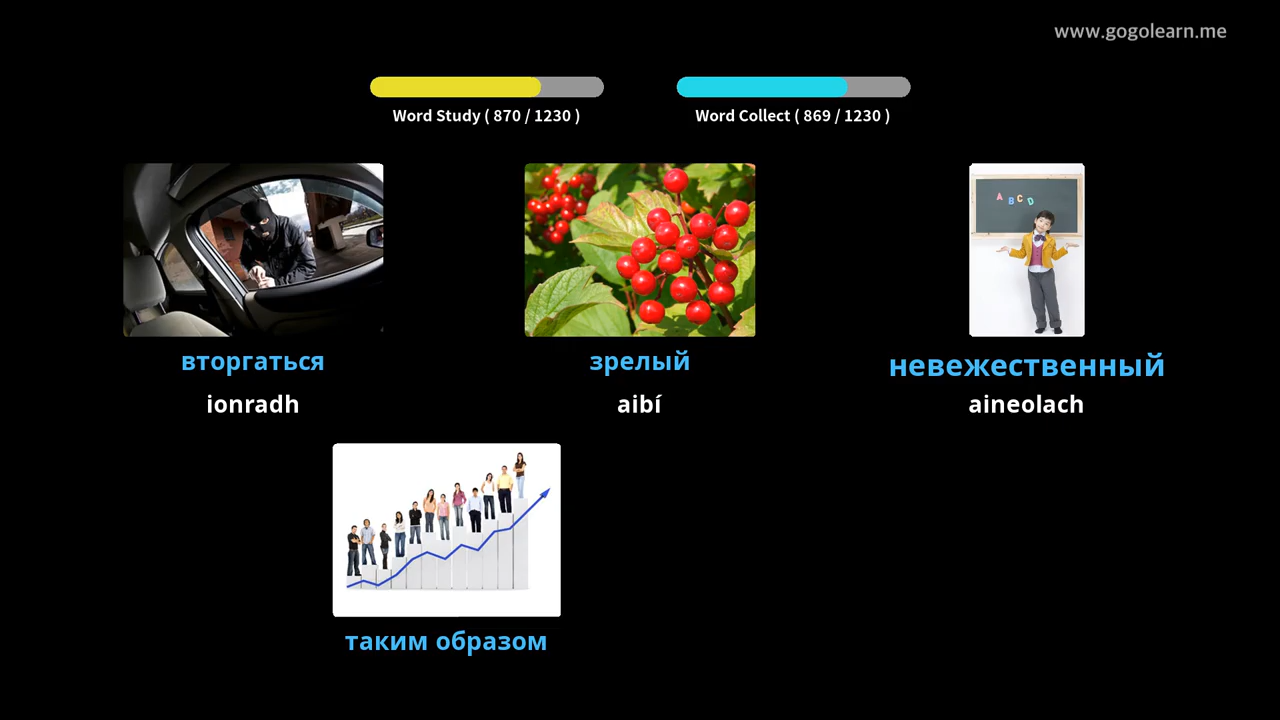 www.gogolearn.me
Word Study ( 870 / 1230 )
Word Collect ( 869 / 1230 )
A B C D
вторгаться
зрелый
невежественный
ionradh
aibí
aineolach
таким образом